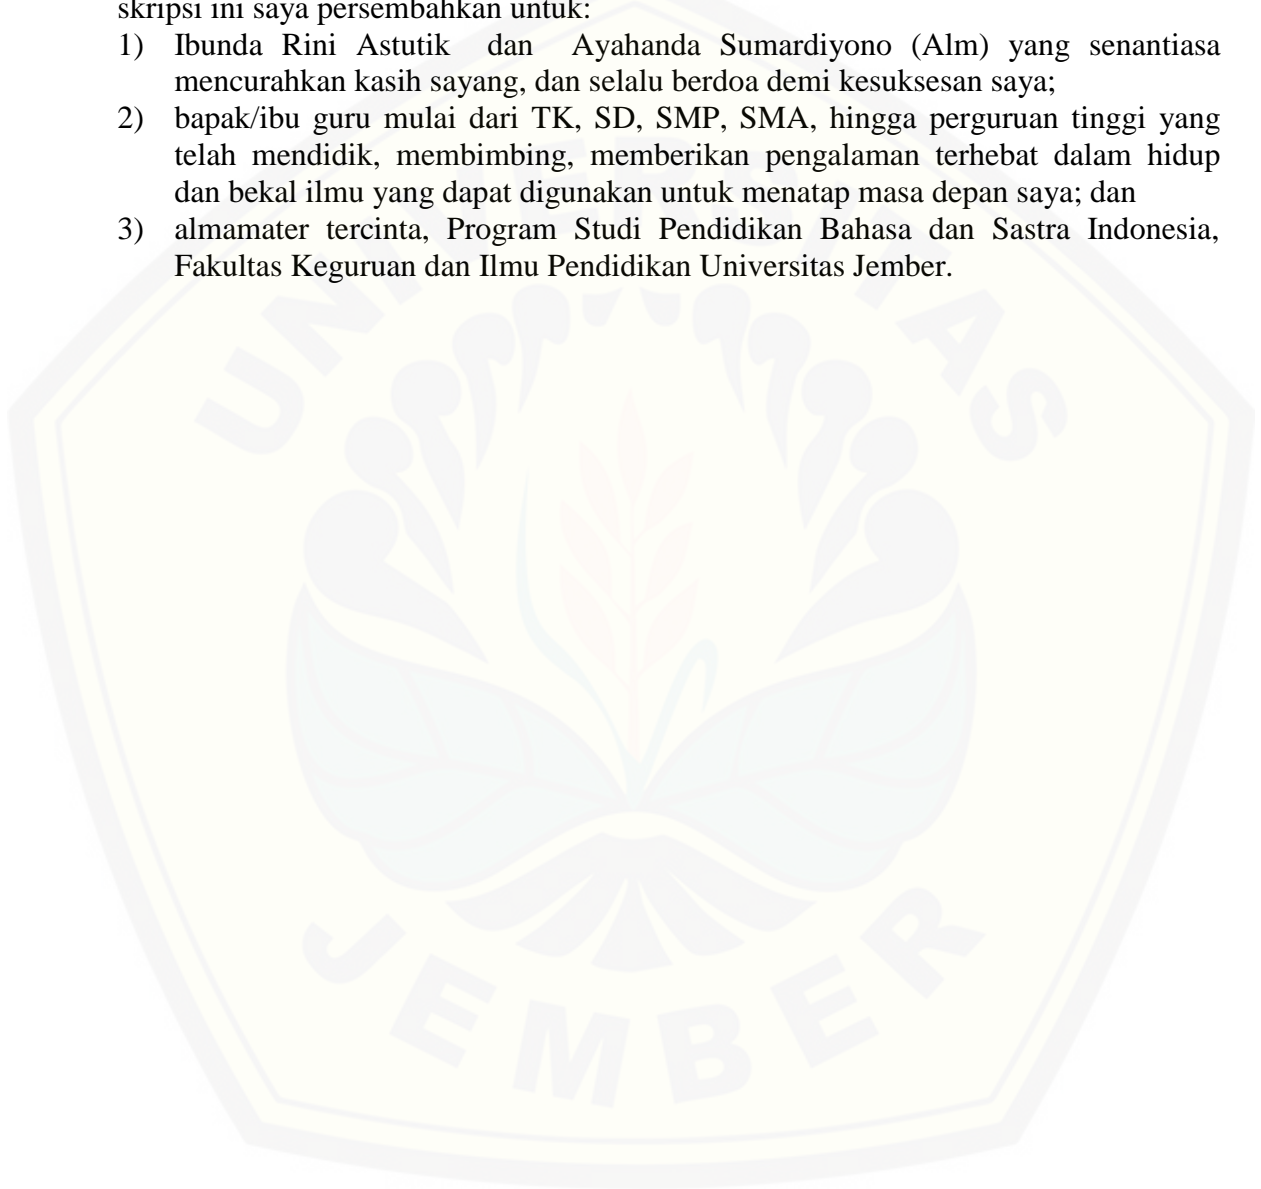 skripsi ini saya persembahkan untuk:
1) Ibunda Rini Astutik dan Ayahanda Sumardiyono (Alm) yang senantiasa
mencurahkan kasih sayang, dan selalu berdoa demi kesuksesan saya;
2) bapak/ibu guru mulai dari TK, SD, SMP, SMA, hingga perguruan tinggi yang
telah mendidik, membimbing, memberikan pengalaman terhebat dalam hidup
dan bekal ilmu yang dapat digunakan untuk menatap masa depan saya; dan
3) almamater tercinta, Program Studi Pendidikan Bahasa dan Sastra Indonesia,
Fakultas Keguruan dan Ilmu Pendidikan Universitas Jember.
UNIVERSITAS
JEMBER